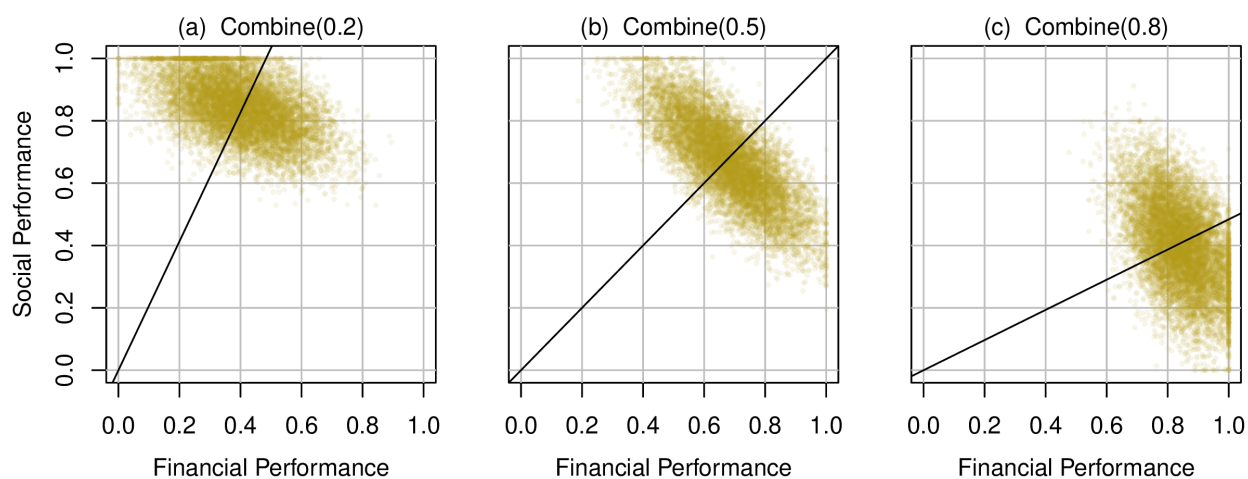 (a) Combine(0.2)
(b) Combine(0.5)
(c) Combine(0.8)
Social Performance
1.0
0.8
0.6
0.4
0.2
0.0
0.0 0.2 0.4 0.6 0.8 1.0
0.0 0.2 0.4 0.6 0.8 1.0
0.0 0.2 0.4 0.6 0.8 1.0
Financial Performance
Financial Performance
Financial Performance